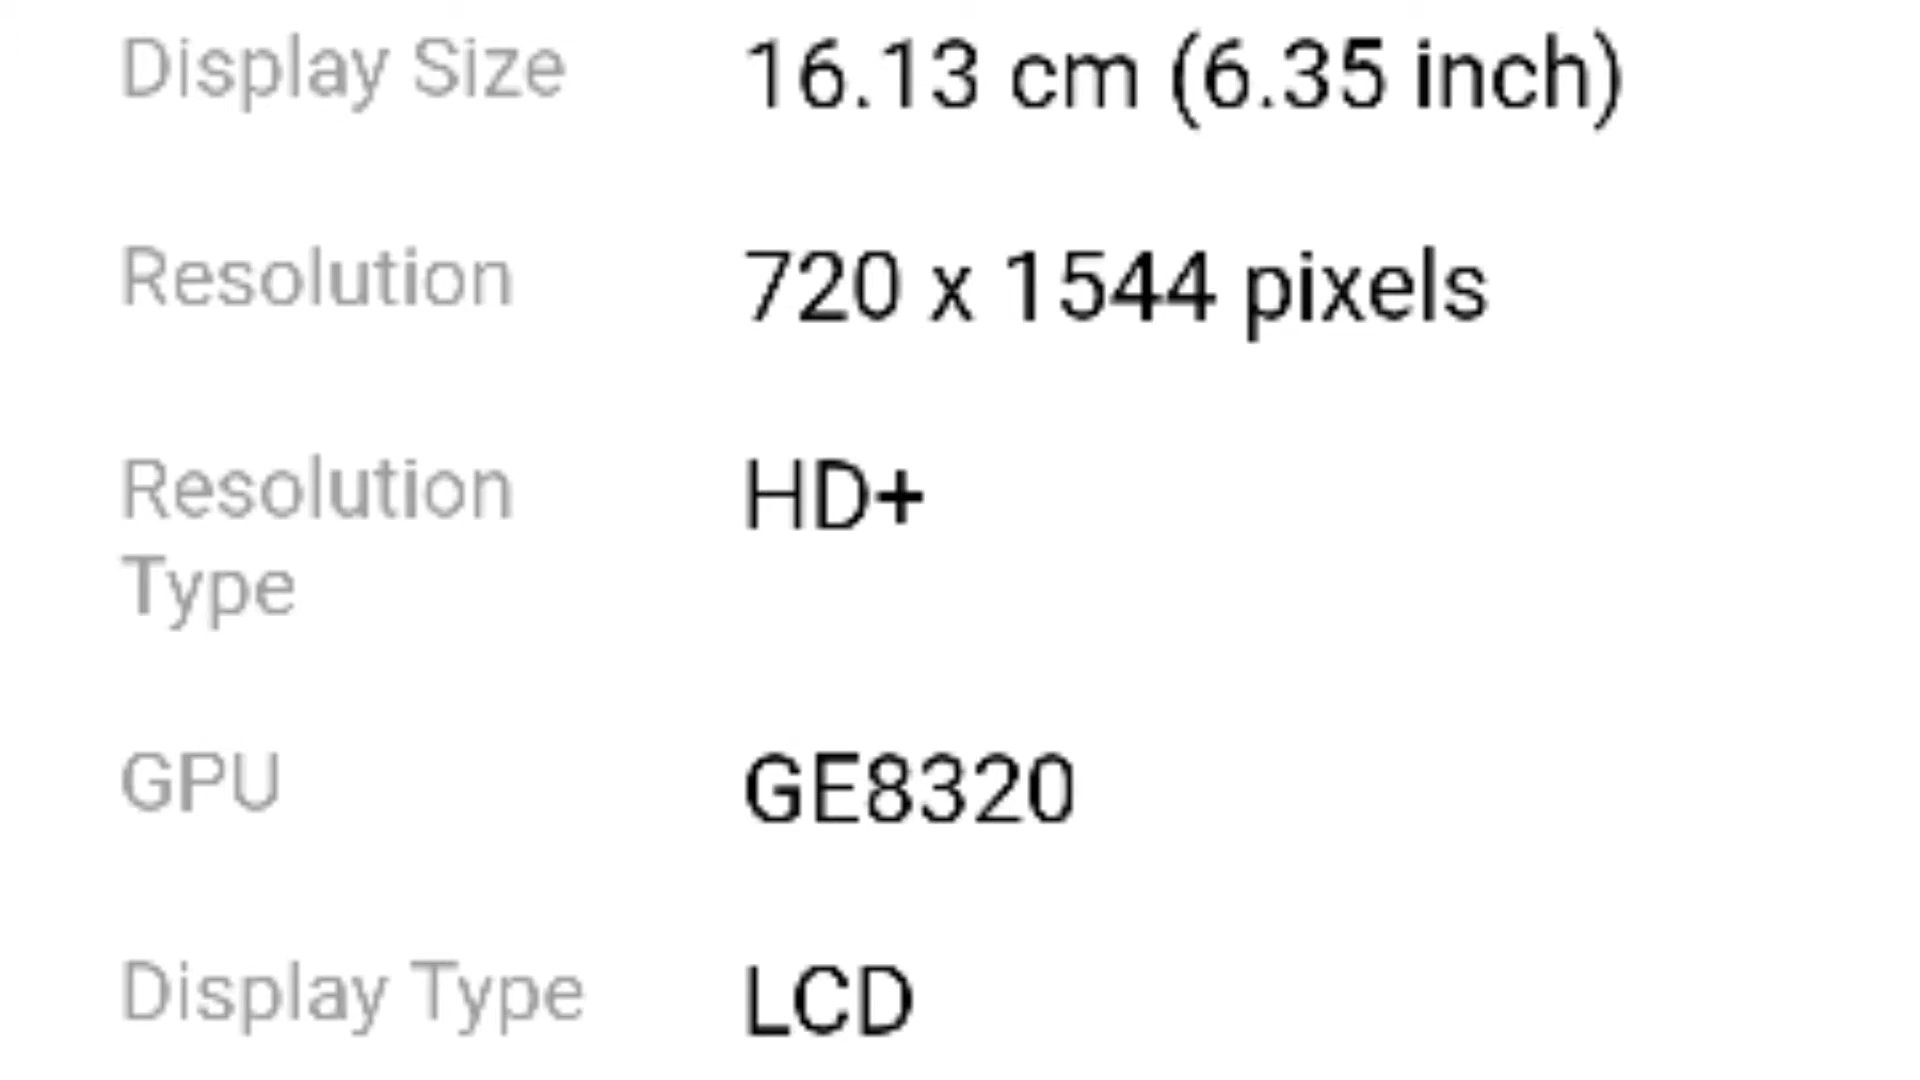 Display Size 16.13 cm (6.35 inch)
Resolution 720 x 1544 pixels
Resolution HD+
Type
GPU GE8320
Display Type LCD